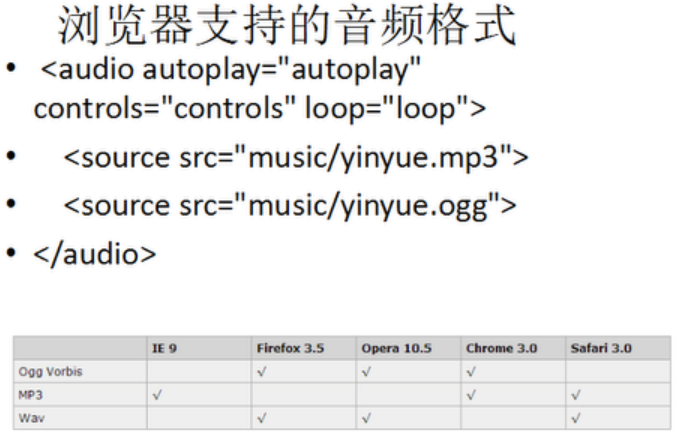 浏览器支持的音频格式
• <audio autoplay="autoplay"
controls="controls" loop="loop">
• <source src="music/yinyue.mp3">
• <source src="music/yinyue.ogg">
• </audio>
IE 9 Firefox 3.5 Opera 10.5 Chrome 3.0 Safari 3.0
Ogg Vorbis √ √ √
MP3 √ √ √
Wav √ √ √